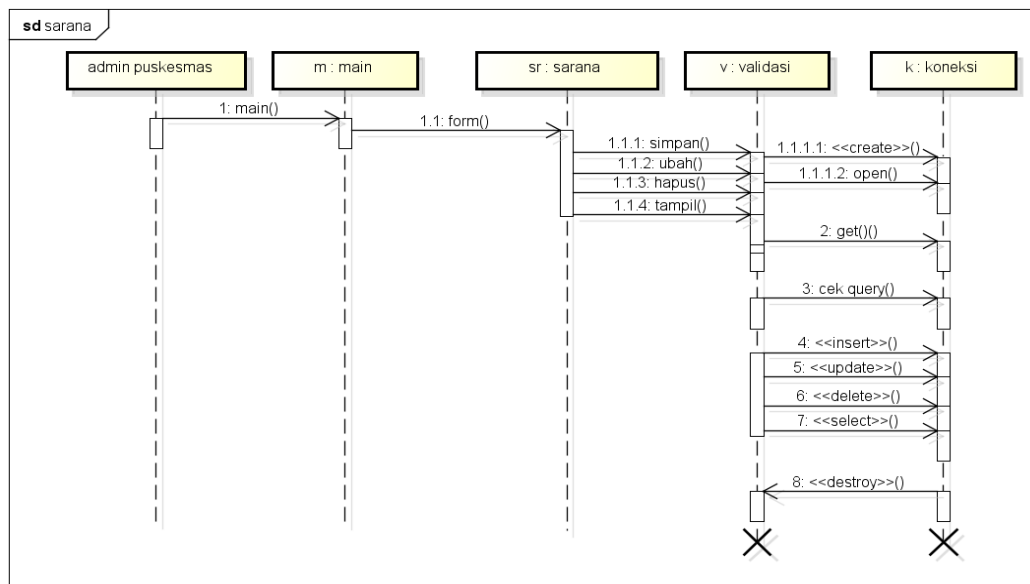 sd sarana
admin puskesmas
m : main
sr : sarana
v : validasi
k : koneksi
1: main()
1.1: form()
1.1.1: simpan()
1.1.1.1: <<create>>()
1.1.2: ubah()
1.1.1.2: open()
1.1.3: hapus()
1.1.4: tampil()
2: get()()
3: cek query()
4: <<insert>>()
5: <<update>>()
6: <<delete>>()
7: <<select>>()
8: <<destroy>>()